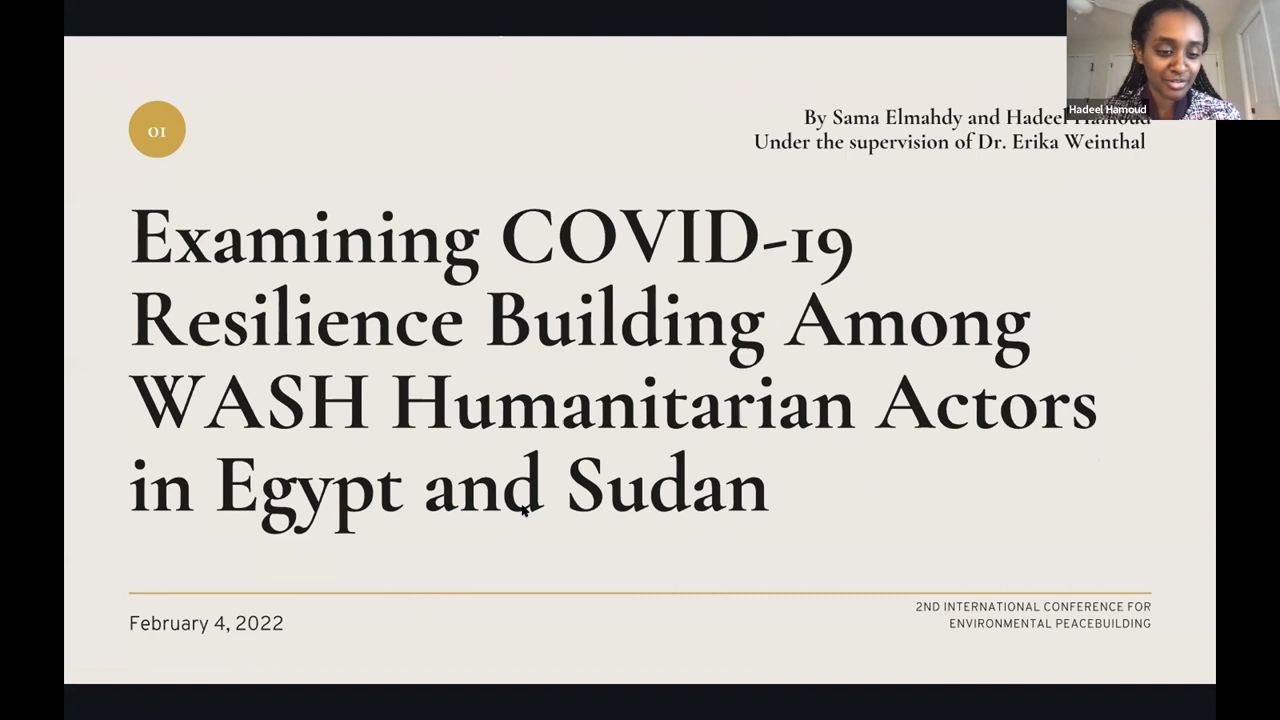 01
By Sama Elmahdy and Hadeel Hamoud
Under the supervision of Dr. Erika Weinthal
Hadeel Hamoud
Examining COVID-19
Resilience Building Among
WASH Humanitarian Actors
in Egypt and Sudan
February 4, 2022
2ND INTERNATIONAL CONFERENCE FOR
ENVIRONMENTAL PEACEBUILDING